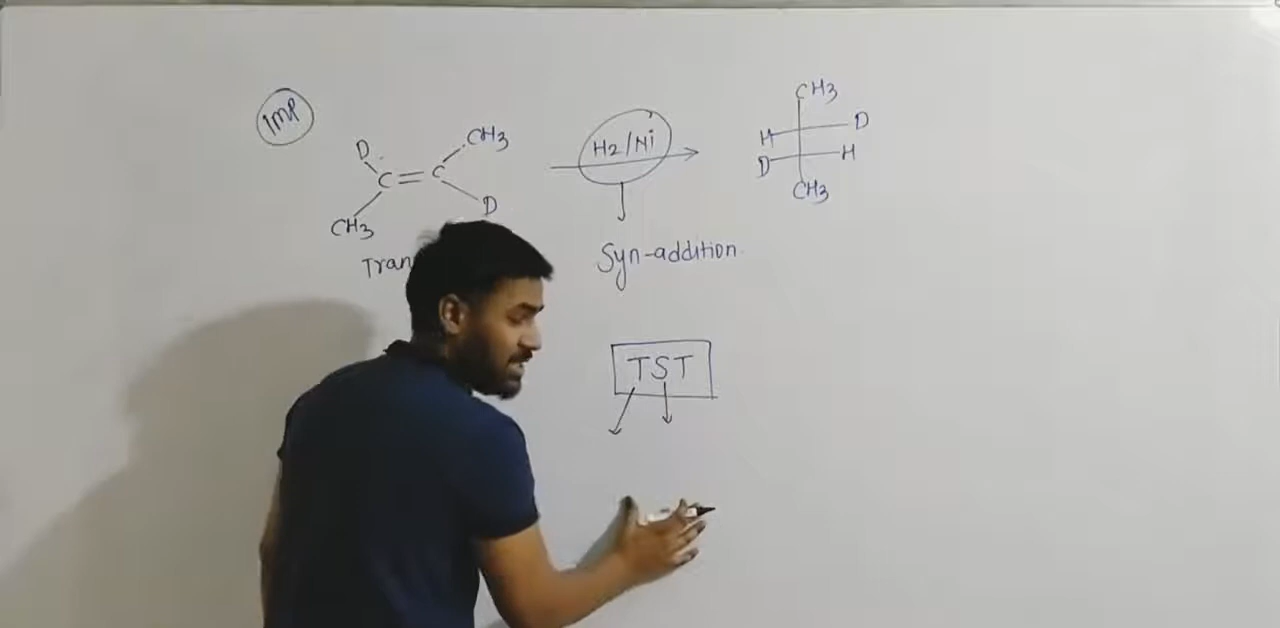 IMP
D
CH3
C=C
CH3
D
Tran
H2/Ni
Syn-addition
CH3
H D
D H
CH3
TST